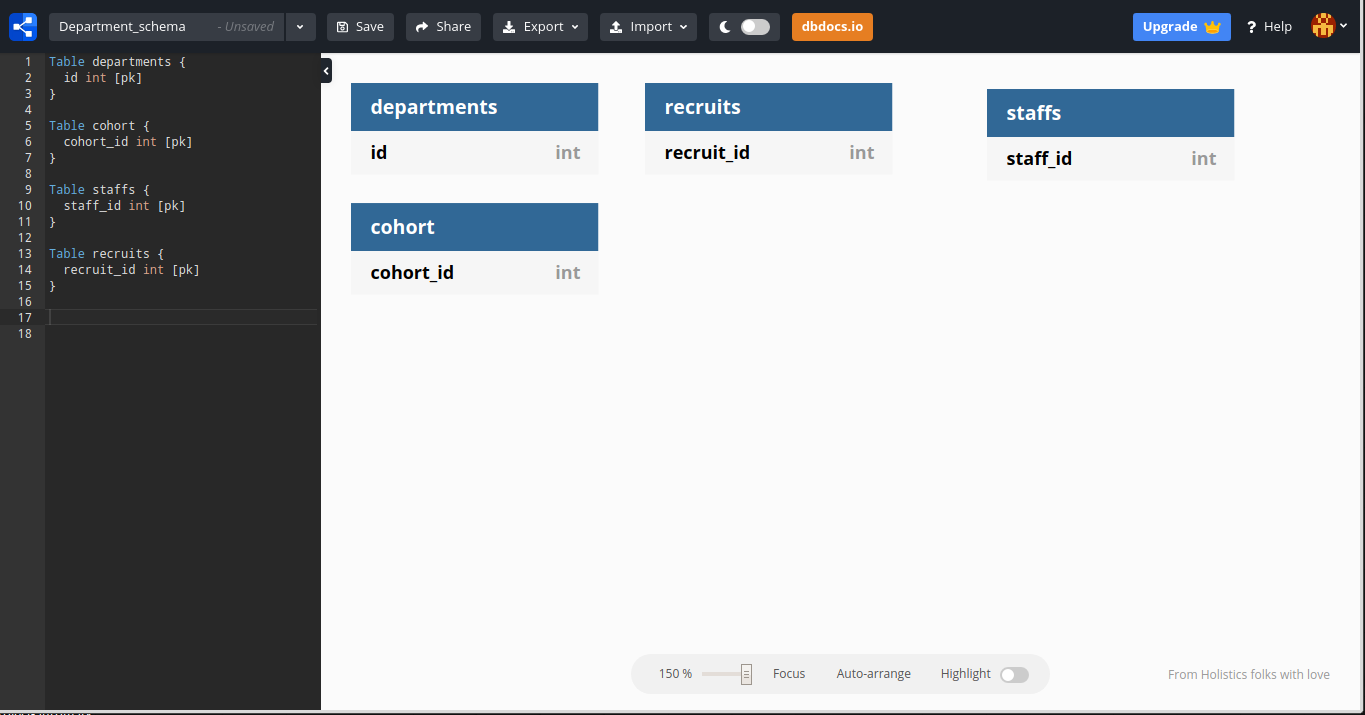 Department_schema - Unsaved Save Share Export Import dbdocs.io Upgrade ? Help
1 Table departments {
2 id int [pk]
3 }
4
5 Table cohort {
6 cohort_id int [pk]
7 }
8
9 Table staffs {
10 staff_id int [pk]
11 }
12
13 Table recruits {
14 recruit_id int [pk]
15 }
16
17
18
departments
id int
recruits
recruit_id int
staffs
staff_id int
cohort
cohort_id int
150 % Focus Auto-arrange Highlight
From Holistics folks with love